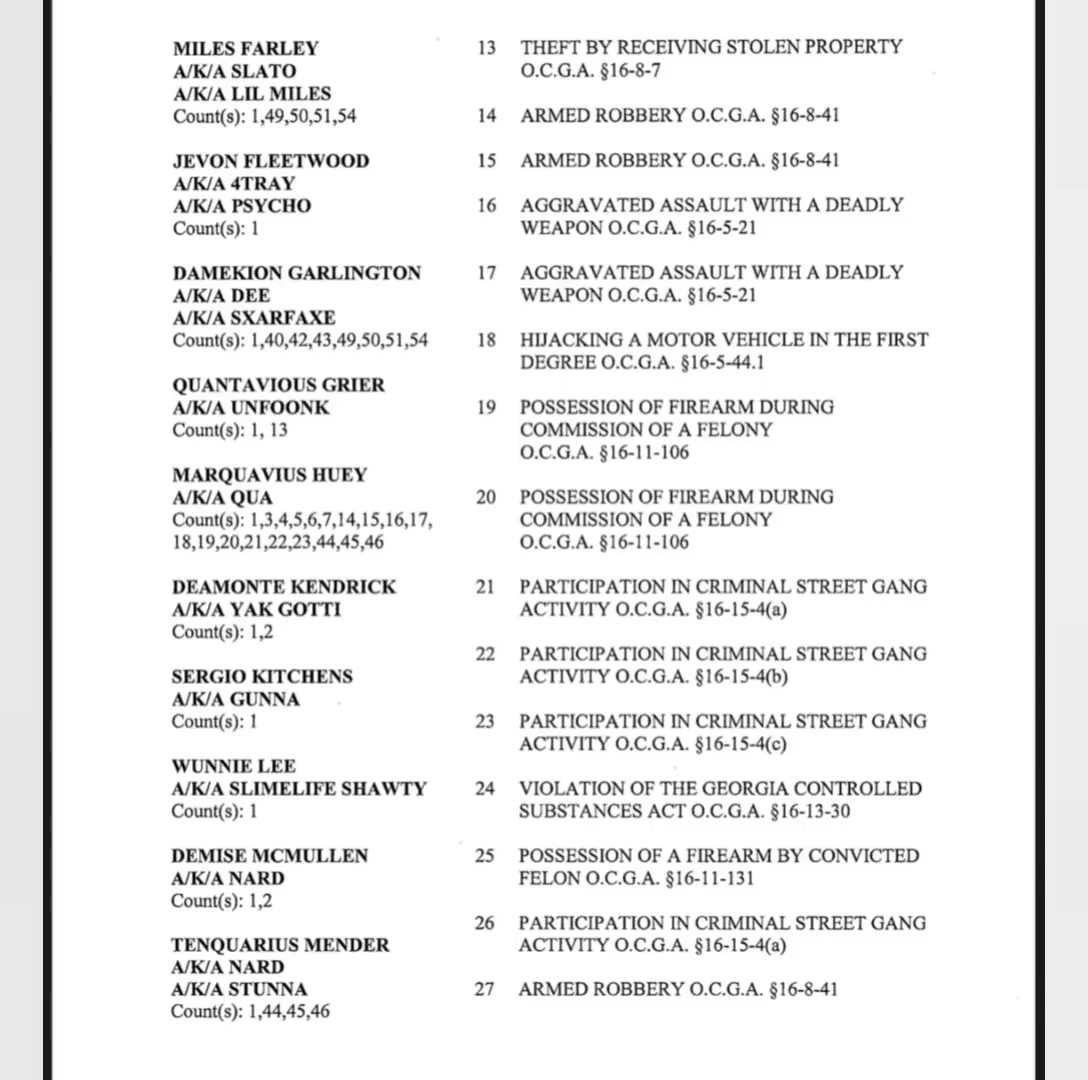 MILES FARLEY
A/K/A SLATO
A/K/A LIL MILES
Count(s): 1,49,50,51,54
JEVON FLEETWOOD
A/K/A 4TRAY
A/K/A PSYCHO
Count(s): 1
DAMEKION GARLINGTON
A/K/A DEE
A/K/A SXARFAXE
Count(s): 1,40,42,43,49,50,51,54
QUANTAVIOUS GRIER
A/K/A UNFOONK
Count(s): 1, 13
MARQUAVIUS HUEY
A/K/A QUA
Count(s): 1,3,4,5,6,7,14,15,16,17,
18,19,20,21,22,23,44,45,46
DEAMONTE KENDRICK
A/K/A YAK GOTTI
Count(s): 1,2
SERGIO KITCHENS
A/K/A GUNNA
Count(s): 1
WUNNIE LEE
A/K/A SLIMELIFE SHAWTY
Count(s): 1
DEMISE MCMULLEN
A/K/A NARD
Count(s): 1,2
TENQUARIUS MENDER
A/K/A NARD
A/K/A STUNNA
Count(s): 1,44,45,46
13 THEFT BY RECEIVING STOLEN PROPERTY
O.C.G.A. §16-8-7
14 ARMED ROBBERY O.C.G.A. §16-8-41
15 ARMED ROBBERY O.C.G.A. §16-8-41
16 AGGRAVATED ASSAULT WITH A DEADLY
WEAPON O.C.G.A. §16-5-21
17 AGGRAVATED ASSAULT WITH A DEADLY
WEAPON O.C.G.A. §16-5-21
18 HIJACKING A MOTOR VEHICLE IN THE FIRST
DEGREE O.C.G.A. §16-5-44.1
19 POSSESSION OF FIREARM DURING
COMMISSION OF A FELONY
O.C.G.A. §16-11-106
20 POSSESSION OF FIREARM DURING
COMMISSION OF A FELONY
O.C.G.A. §16-11-106
21 PARTICIPATION IN CRIMINAL STREET GANG
ACTIVITY O.C.G.A. §16-15-4(a)
22 PARTICIPATION IN CRIMINAL STREET GANG
ACTIVITY O.C.G.A. §16-15-4(b)
23 PARTICIPATION IN CRIMINAL STREET GANG
ACTIVITY O.C.G.A. §16-15-4(c)
24 VIOLATION OF THE GEORGIA CONTROLLED
SUBSTANCES ACT O.C.G.A. §16-13-30
25 POSSESSION OF A FIREARM BY CONVICTED
FELON O.C.G.A. §16-11-131
26 PARTICIPATION IN CRIMINAL STREET GANG
ACTIVITY O.C.G.A. §16-15-4(a)
27 ARMED ROBBERY O.C.G.A. §16-8-41